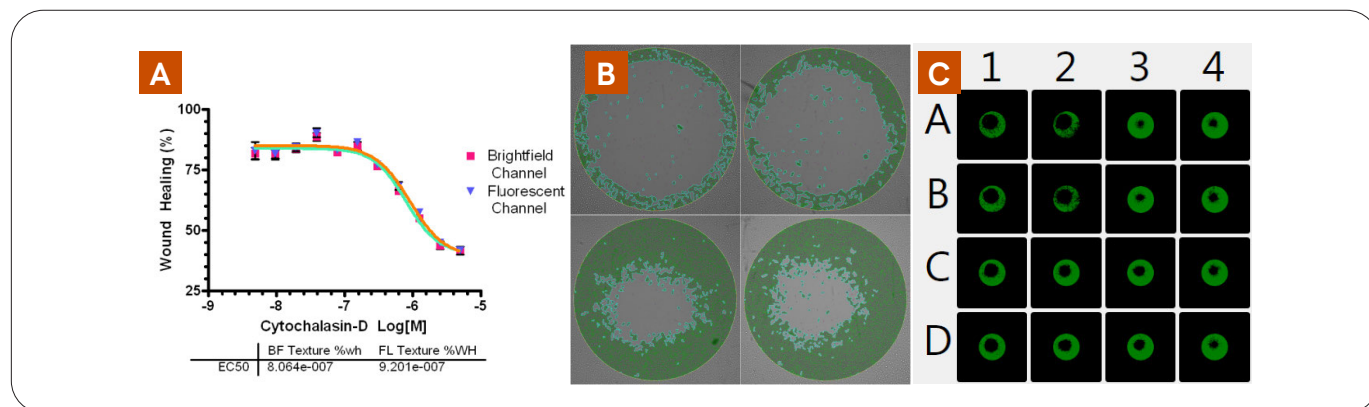 A
100
75
50
25
Wound Healing (%)
-9 -8 -7 -6 -5
Cytochalasin-D Log[M]
Brightfield
Channel
Fluorescent
Channel
BF Texture %wh FL Texture %WH
EC50 8.064e-007 9.201e-007
B
C
1 2 3 4
A
B
C
D